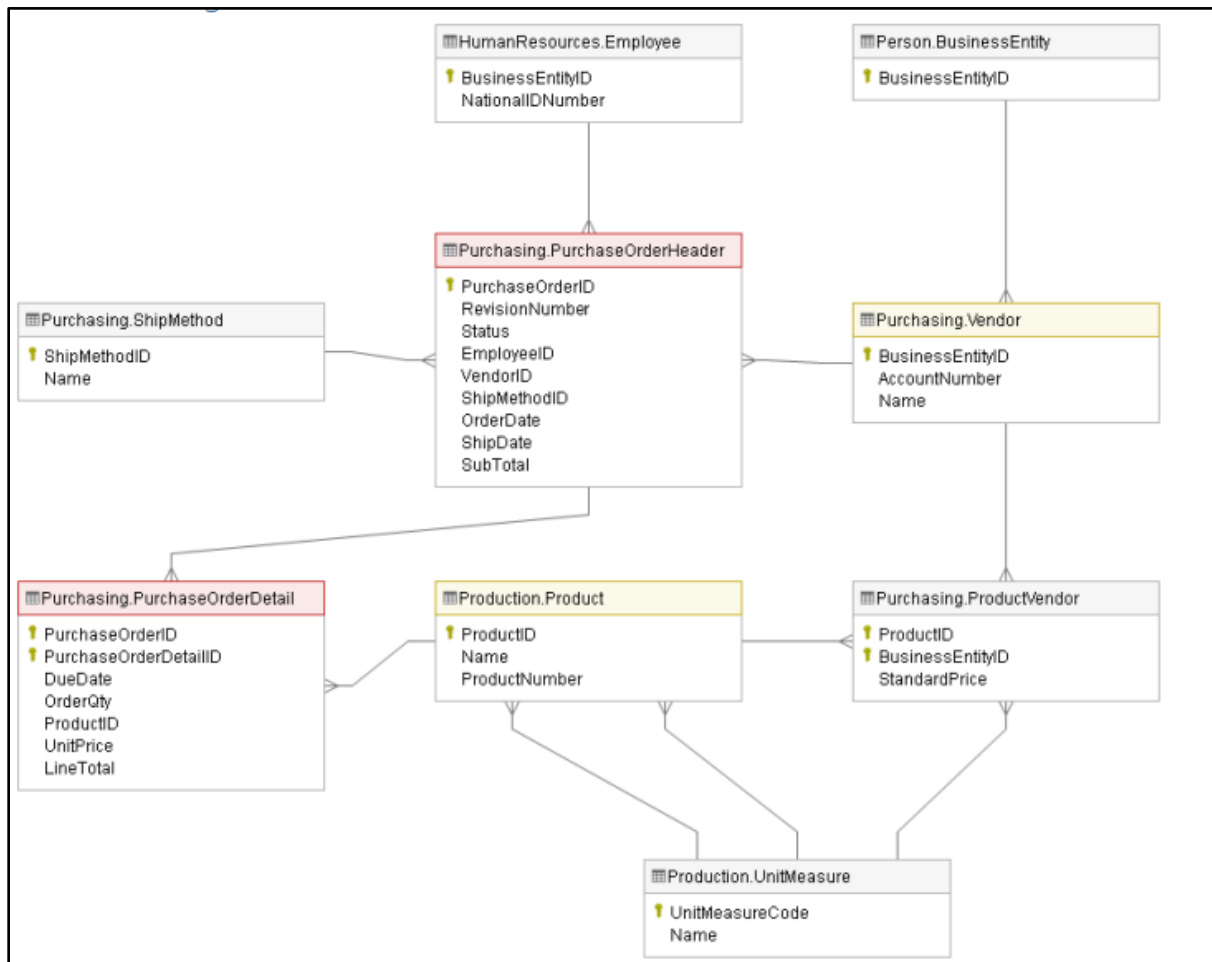 HumanResources.Employee
BusinessEntityID
NationalIDNumber
Person.BusinessEntity
BusinessEntityID
Purchasing.PurchaseOrderHeader
PurchaseOrderID
RevisionNumber
Status
EmployeeID
VendorID
ShipMethodID
OrderDate
ShipDate
SubTotal
Purchasing.ShipMethod
ShipMethodID
Name
Purchasing.Vendor
BusinessEntityID
AccountNumber
Name
Purchasing.PurchaseOrderDetail
PurchaseOrderID
PurchaseOrderDetailID
DueDate
OrderQty
ProductID
UnitPrice
LineTotal
Production.Product
ProductID
Name
ProductNumber
Purchasing.ProductVendor
ProductID
BusinessEntityID
StandardPrice
Production.UnitMeasure
UnitMeasureCode
Name